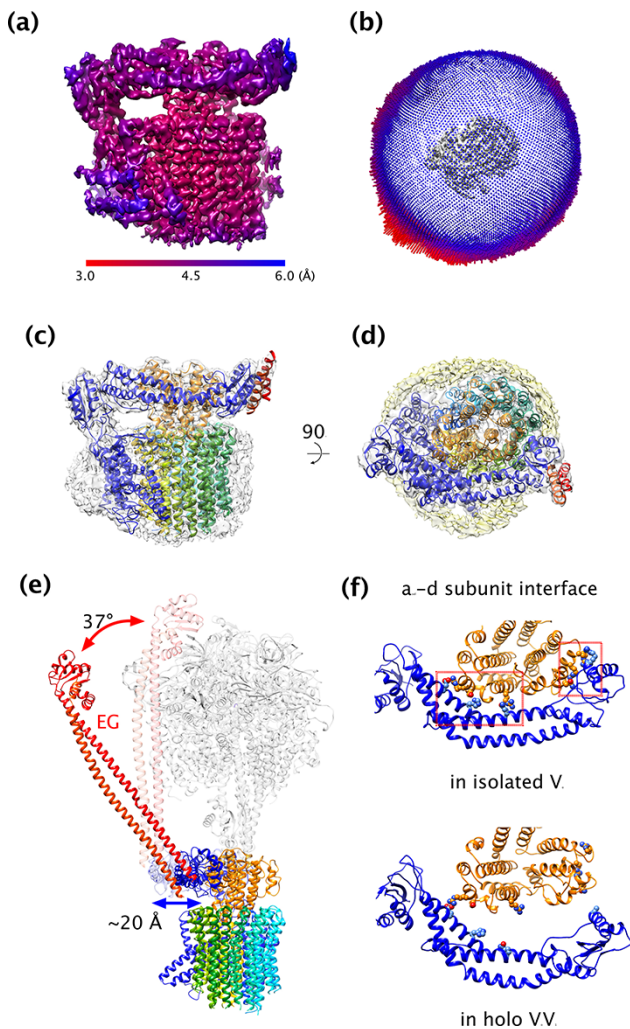 (a)
(b)
3.0 4.5 6.0 (Å)
(c)
(d)
90
(e)
(f)
a.-d subunit interface
37°
EG
in isolated V.
~20 Å
in holo V.V.